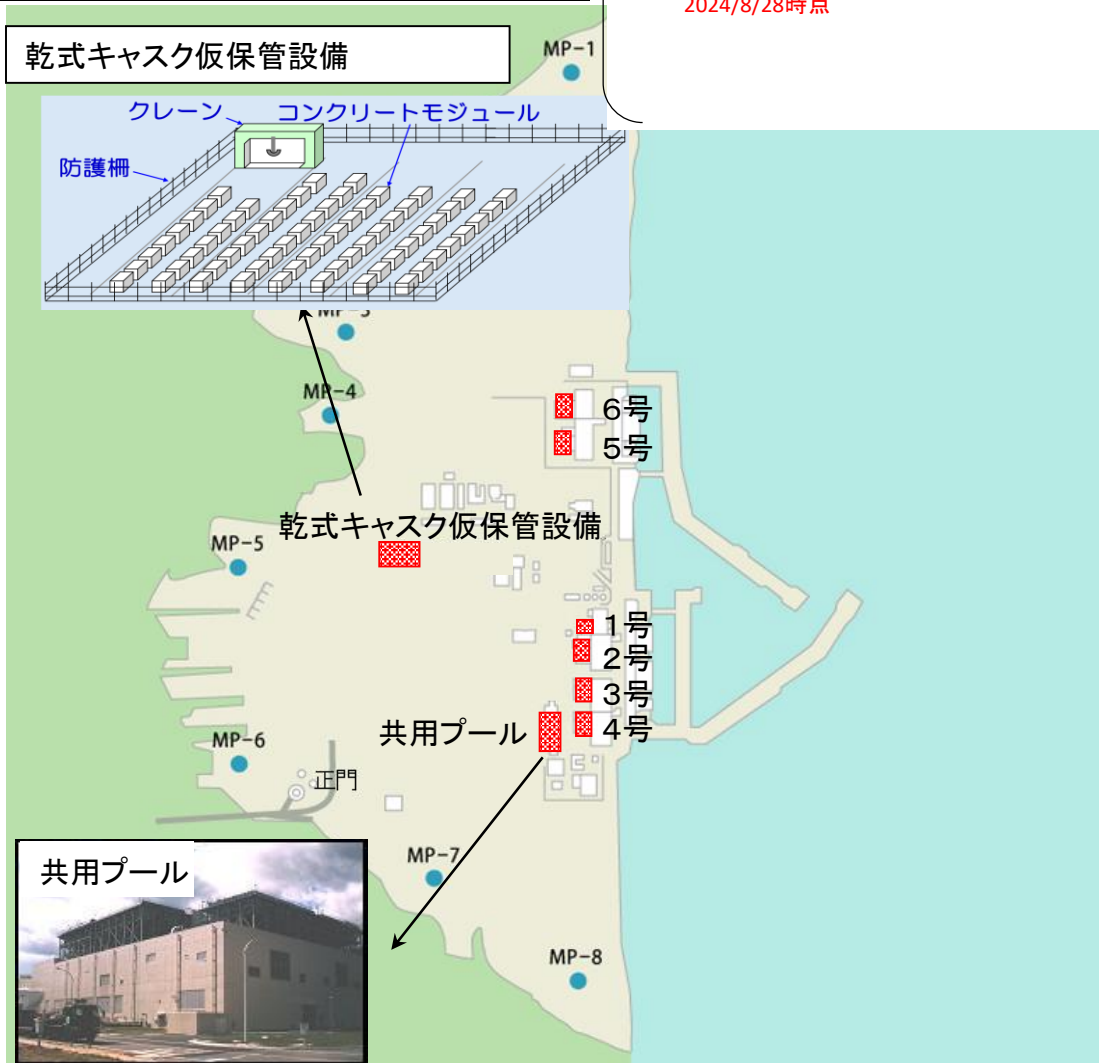 2024/8/28時点
乾式キャスク仮保管設備
MP-1
クレーン
コンクリートモジュール
防護柵
MP-3
MP-4
6号
5号
乾式キャスク仮保管設備
MP-5
1号
2号
3号
4号
共用プール
MP-6
正門
共用プール
MP-7
MP-8